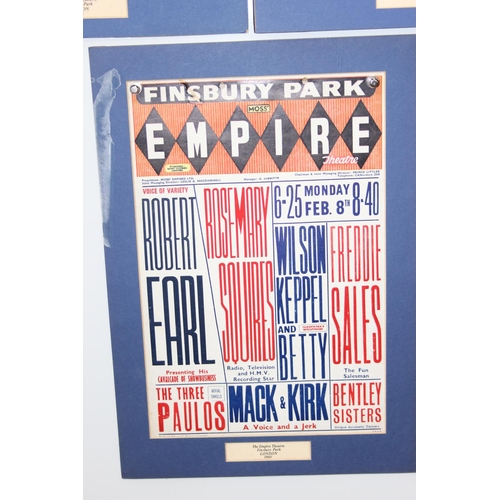 Park
FINSBURY PARK
MOSS'
EMPIRE
Theatre
VOICE OF VARIETY
ROBERT
EARL
Presenting His
CAVALCADE OF SHOWBUSINESS
ROSEMARY
SQUIRES
Radio, Television
and H.M.V.
Recording Star
6-25 MONDAY FEB. 8TH 8-40
WILSON
KEPPEL
AND
BETTY
FREDDIE
SALES
The Fun
Salesman
THE THREE
PAULOS
MACK & KIRK
A Voice and a Jerk
BENTLEY
SISTERS
The Empire Theatre
Finsbury Park
LONDON